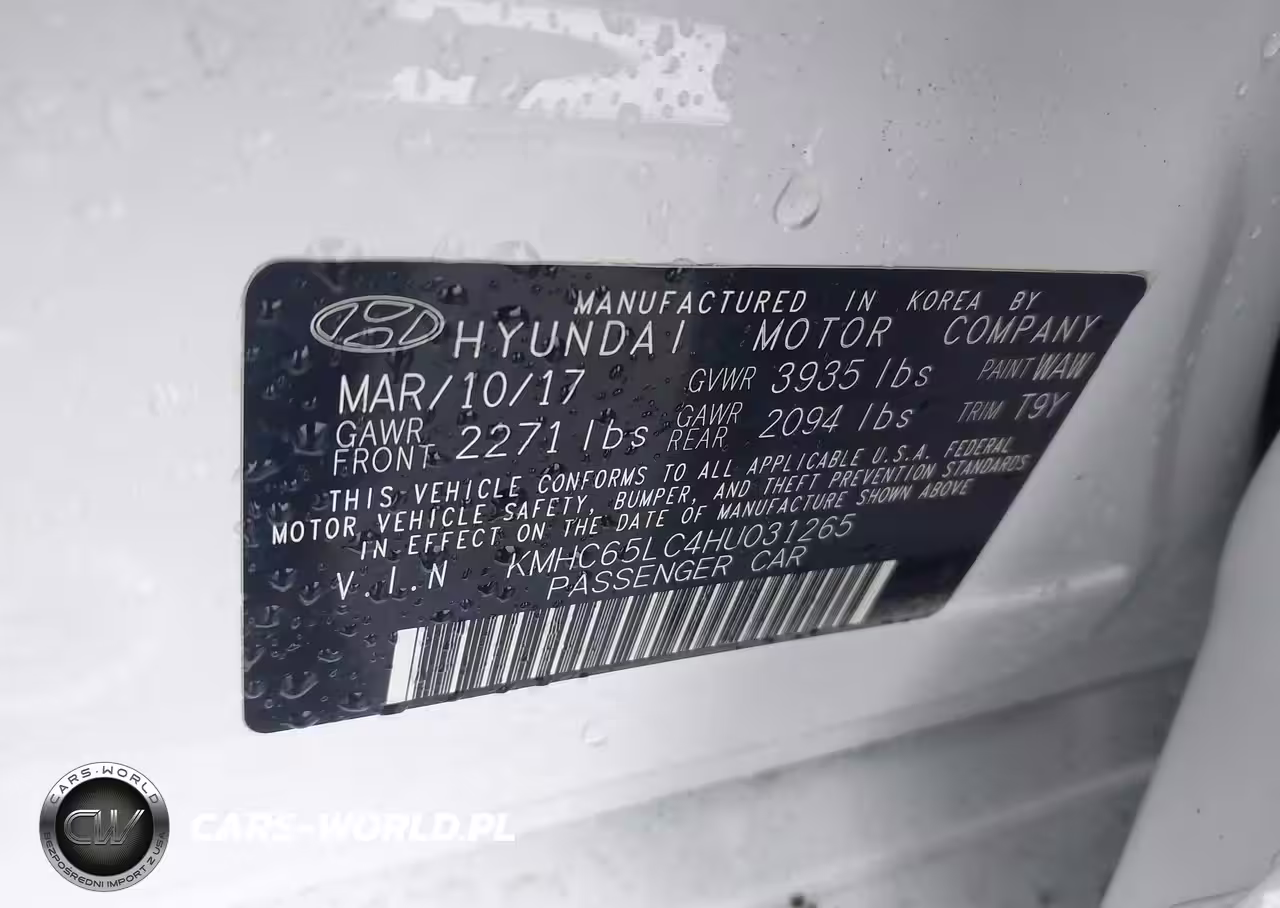 MANUFACTURED IN KOREA BY
HYUNDAI MOTOR COMPANY
MAR/10/17 GVWR 3935 lbs PAINT WAW
GAWR FRONT 2271 lbs GAWR REAR 2094 lbs TRIM T9Y
THIS VEHICLE CONFORMS TO ALL APPLICABLE U.S.A. FEDERAL
MOTOR VEHICLE SAFETY, BUMPER, AND THEFT PREVENTION STANDARDS
IN EFFECT ON THE DATE OF MANUFACTURE SHOWN ABOVE
V.I.N KMHC65LC4HU031265
PASSENGER CAR
CARS-WORLD
CW
BEZPOŚREDNI IMPORT Z USA
CARS-WORLD.PL